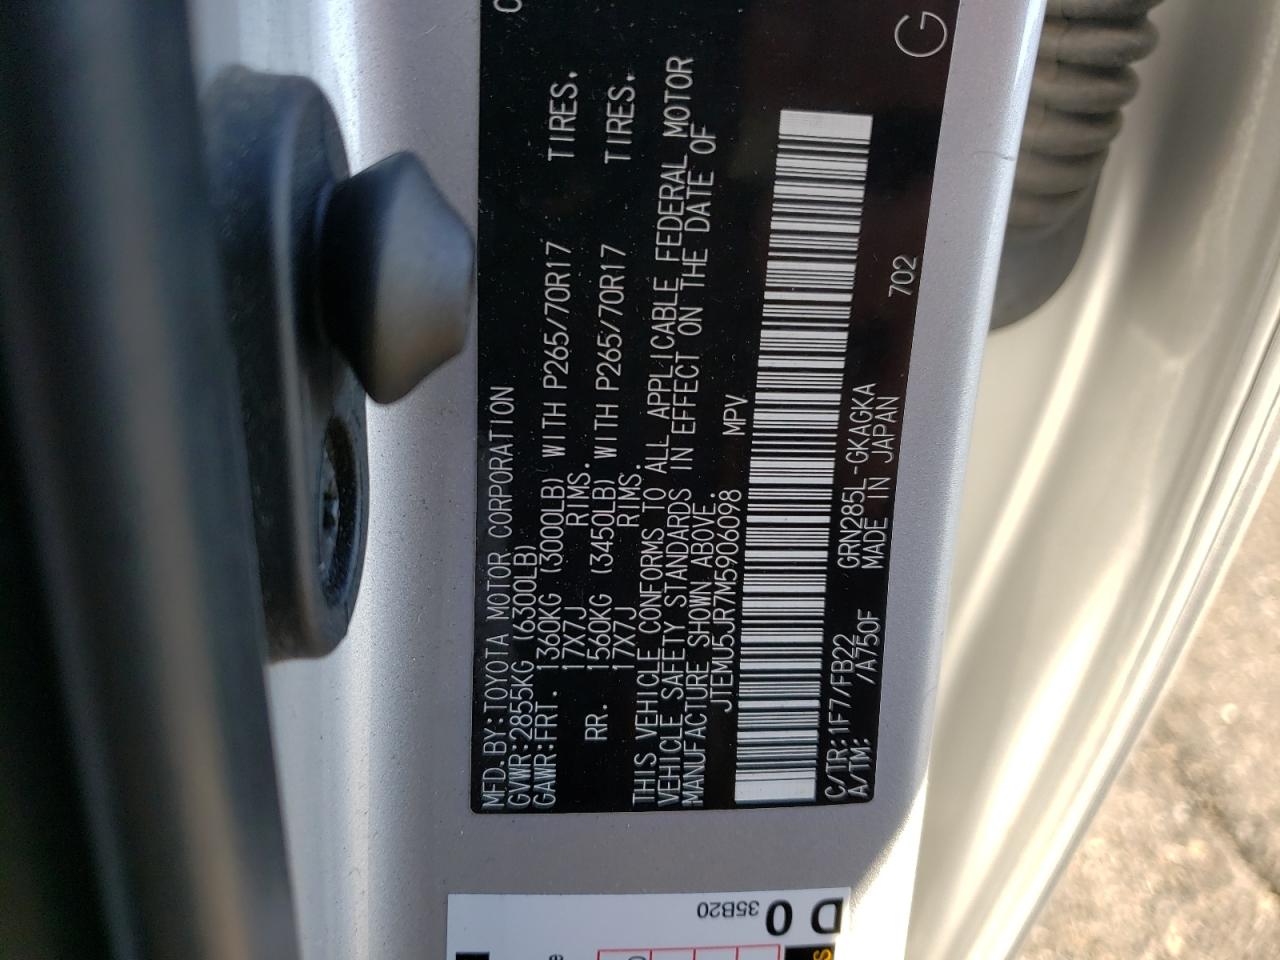 MFD.BY:TOYOTA MOTOR CORPORATION
GVWR:2855KG (6300LB)
GAWR:FRT. 1360KG (3000LB) WITH P265/70R17 TIRES.
17X7J RIMS.
RR. 1560KG (3450LB) WITH P265/70R17 TIRES.
17X7J RIMS.
THIS VEHICLE CONFORMS TO ALL APPLICABLE FEDERAL MOTOR
VEHICLE SAFETY STANDARDS IN EFFECT ON THE DATE OF
MANUFACTURE SHOWN ABOVE.
JTEMU5JR7M5906098 MPV
C/TR:1F7/FB22 GRN285L-GKAGKA
A/TM: /A750F MADE IN JAPAN 702
G
35B20
D 0